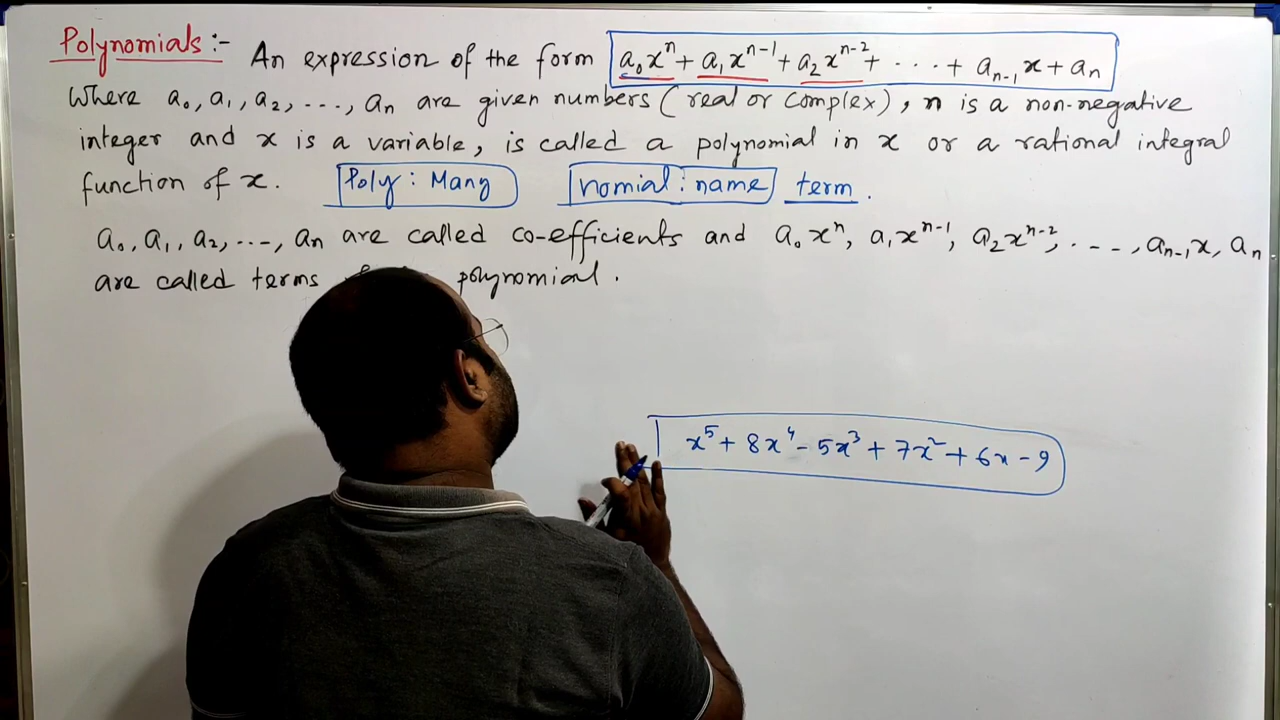 Polynomials :- An expression of the form a₀xⁿ + a₁xⁿ⁻¹ + a₂xⁿ⁻² + . . . + aₙ₋₁x + aₙ
Where a₀, a₁, a₂, ..., aₙ are given numbers (real or complex), n is a non-negative
integer and x is a variable, is called a polynomial in x or a rational integral
function of x. Poly : Many nomial : name term.
a₀, a₁, a₂, ..., aₙ are called co-efficients and a₀xⁿ, a₁xⁿ⁻¹, a₂xⁿ⁻², ..., aₙ₋₁x, aₙ
are called terms polynomial.
x⁵ + 8x⁴ - 5x³ + 7x² + 6x - 9